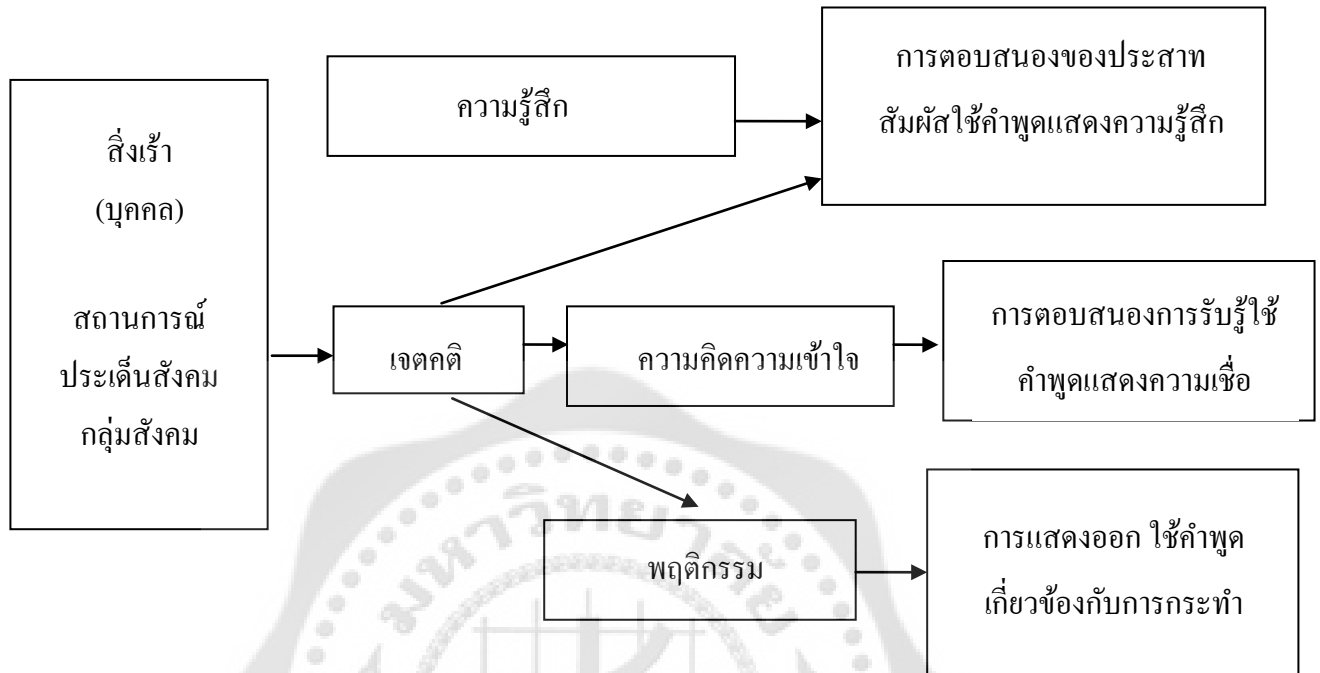 สิ่งเร้า
(บุคคล)
สถานการณ์
ประเด็นสังคม
กลุ่มสังคม
ความรู้สึก
การตอบสนองของประสาท
สัมผัสใช้คำพูดแสดงความรู้สึก
เจตคติ
ความคิดความเข้าใจ
การตอบสนองการรับรู้ใช้
คำพูดแสดงความเชื่อ
พฤติกรรม
การแสดงออก ใช้คำพูด
เกี่ยวข้องกับการกระทำ
มหาวิทยาลัย